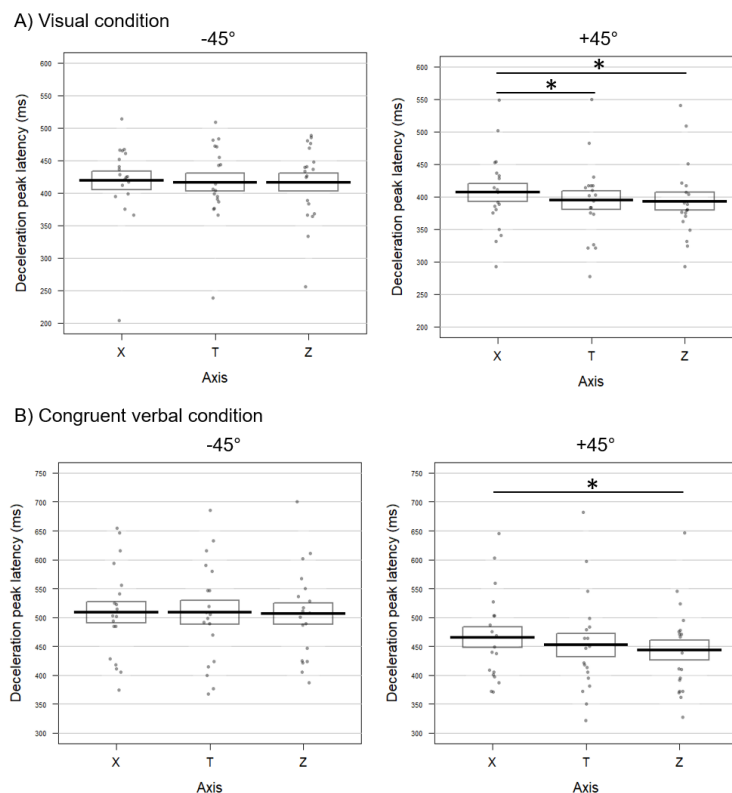 A) Visual condition
-45°
+45°
Deceleration peak latency (ms)
600
550
500
450
400
350
300
250
200
X
T
Z
Axis
Deceleration peak latency (ms)
600
550
500
450
400
350
300
250
200
*
*
X
T
Z
Axis
B) Congruent verbal condition
-45°
+45°
Deceleration peak latency (ms)
750
700
650
600
550
500
450
400
350
300
X
T
Z
Axis
Deceleration peak latency (ms)
750
700
650
600
550
500
450
400
350
300
*
X
T
Z
Axis